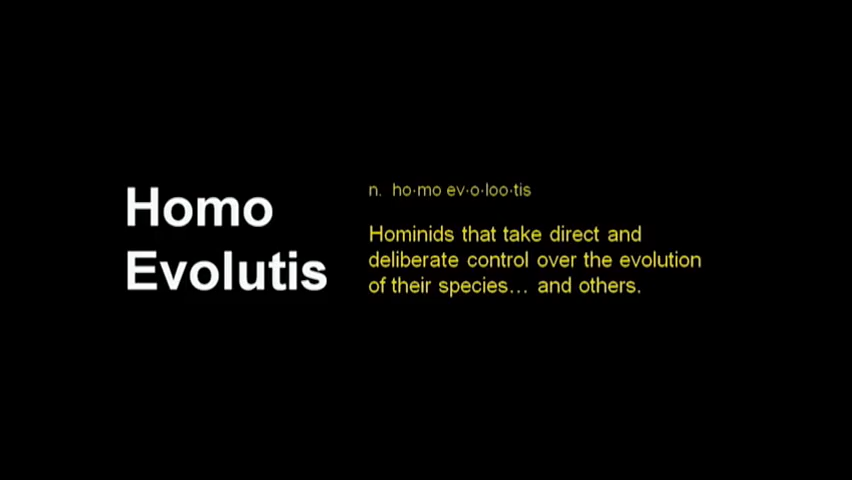 Homo
Evolutis
n. ho·mo ev·o·loo·tis
Hominids that take direct and
deliberate control over the evolution
of their species… and others.